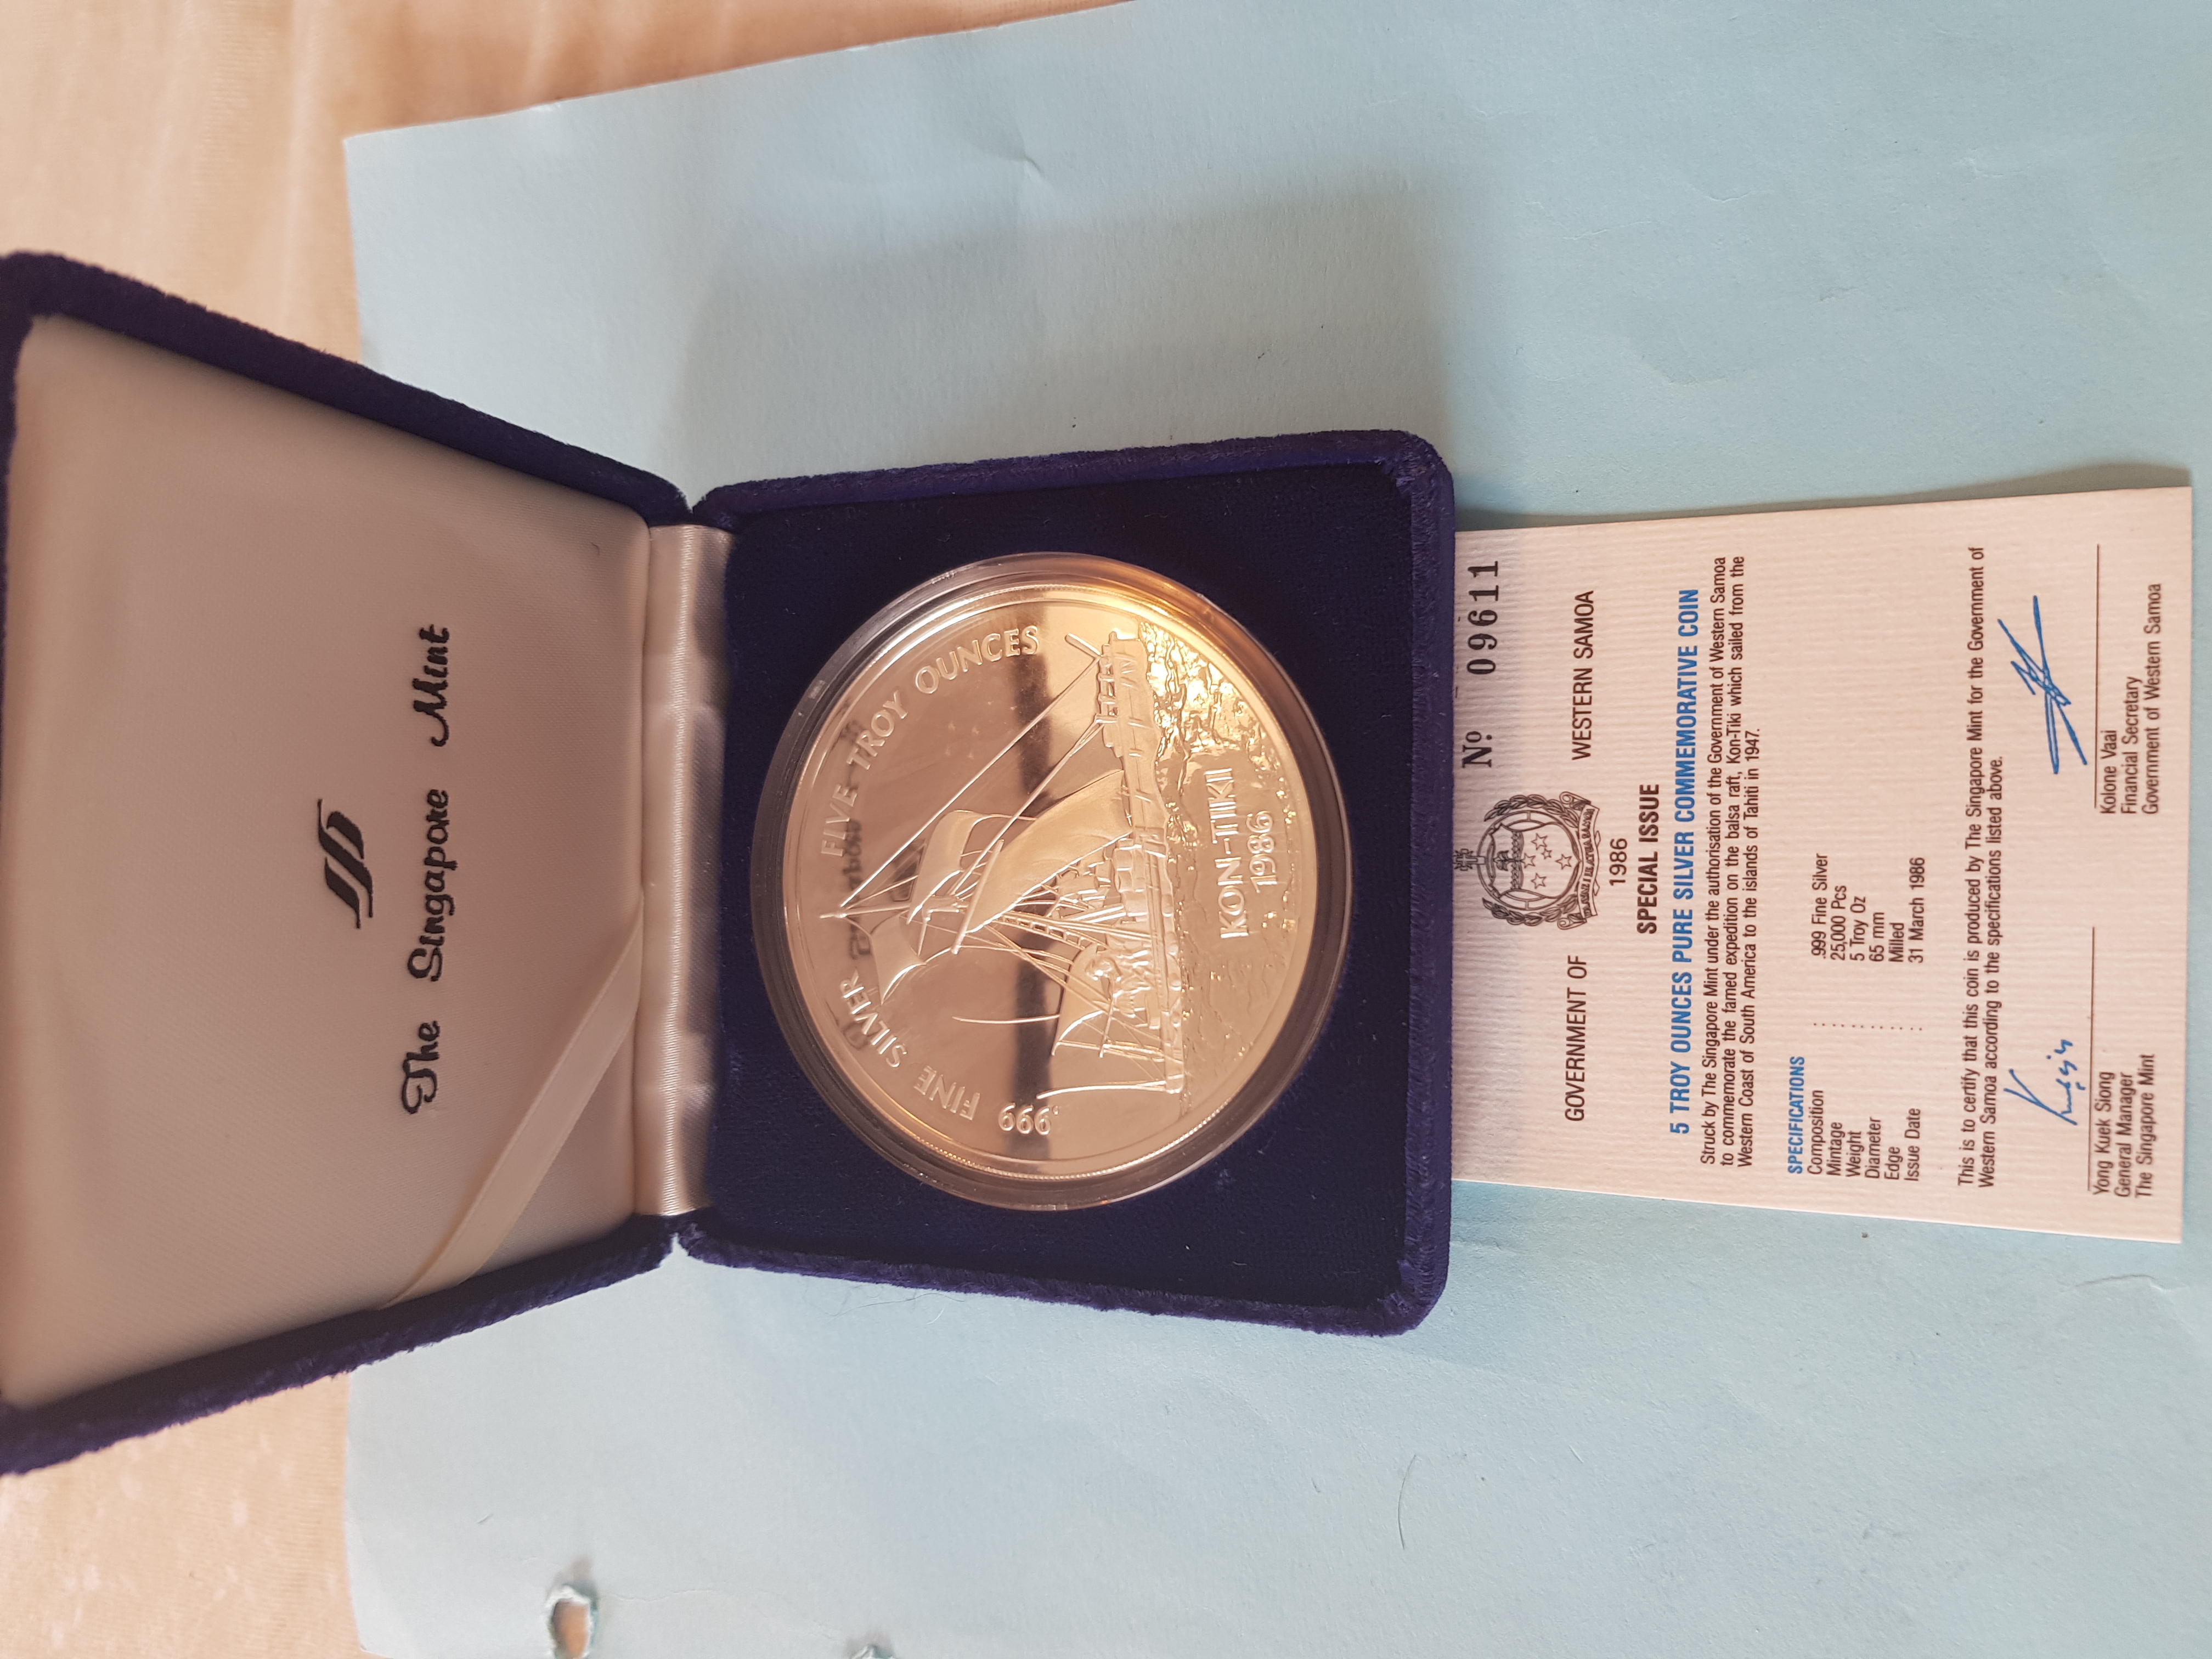 The Singapore Mint
.999 FINE SILVER FIVE TROY OUNCES
KON-TIKI
1986
Nº 09611
GOVERNMENT OF WESTERN SAMOA
1986
SPECIAL ISSUE
5 TROY OUNCES PURE SILVER COMMEMORATIVE COIN
Struck by The Singapore Mint under the authorisation of the Government of Western Samoa
to commemorate the famed expedition on the balsa raft, Kon-Tiki which sailed from the
Western Coast of South America to the islands of Tahiti in 1947.
SPECIFICATIONS
Composition : .999 Fine Silver
Mintage : 25,000 Pcs
Weight : 5 Troy Oz
Diameter : 65 mm
Edge : Milled
Issue Date : 31 March 1986
This is to certify that this coin is produced by The Singapore Mint for the Government of
Western Samoa according to the specifications listed above.
Yong Kuek Siong Kolone Vaai
General Manager Financial Secretary
The Singapore Mint Government of Western Samoa